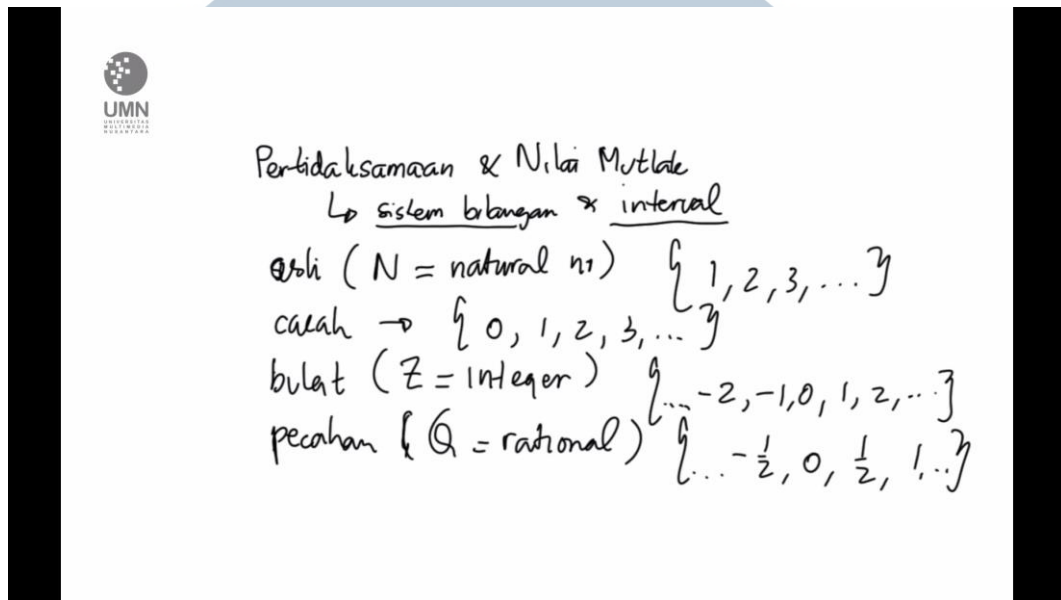 UMN
UNIVERSITAS
MULTIMEDIA
NUSANTARA
Pertidaksamaan & Nilai Mutlak
↳ sistem bilangan & interval
asli ( N = natural n⁰ ) { 1, 2, 3, ... }
cacah → { 0, 1, 2, 3, ... }
bulat ( Z = integer ) { ... -2, -1, 0, 1, 2, ... }
pecahan ( Q = rational ) { ... -1/2, 0, 1/2, 1, .. }